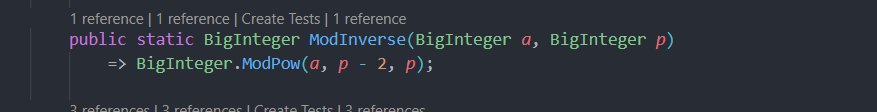 1 reference | 1 reference | Create Tests | 1 reference
public static BigInteger ModInverse(BigInteger a, BigInteger p)
=> BigInteger.ModPow(a, p - 2, p);
3 references | 3 references | Create Tests | 3 references